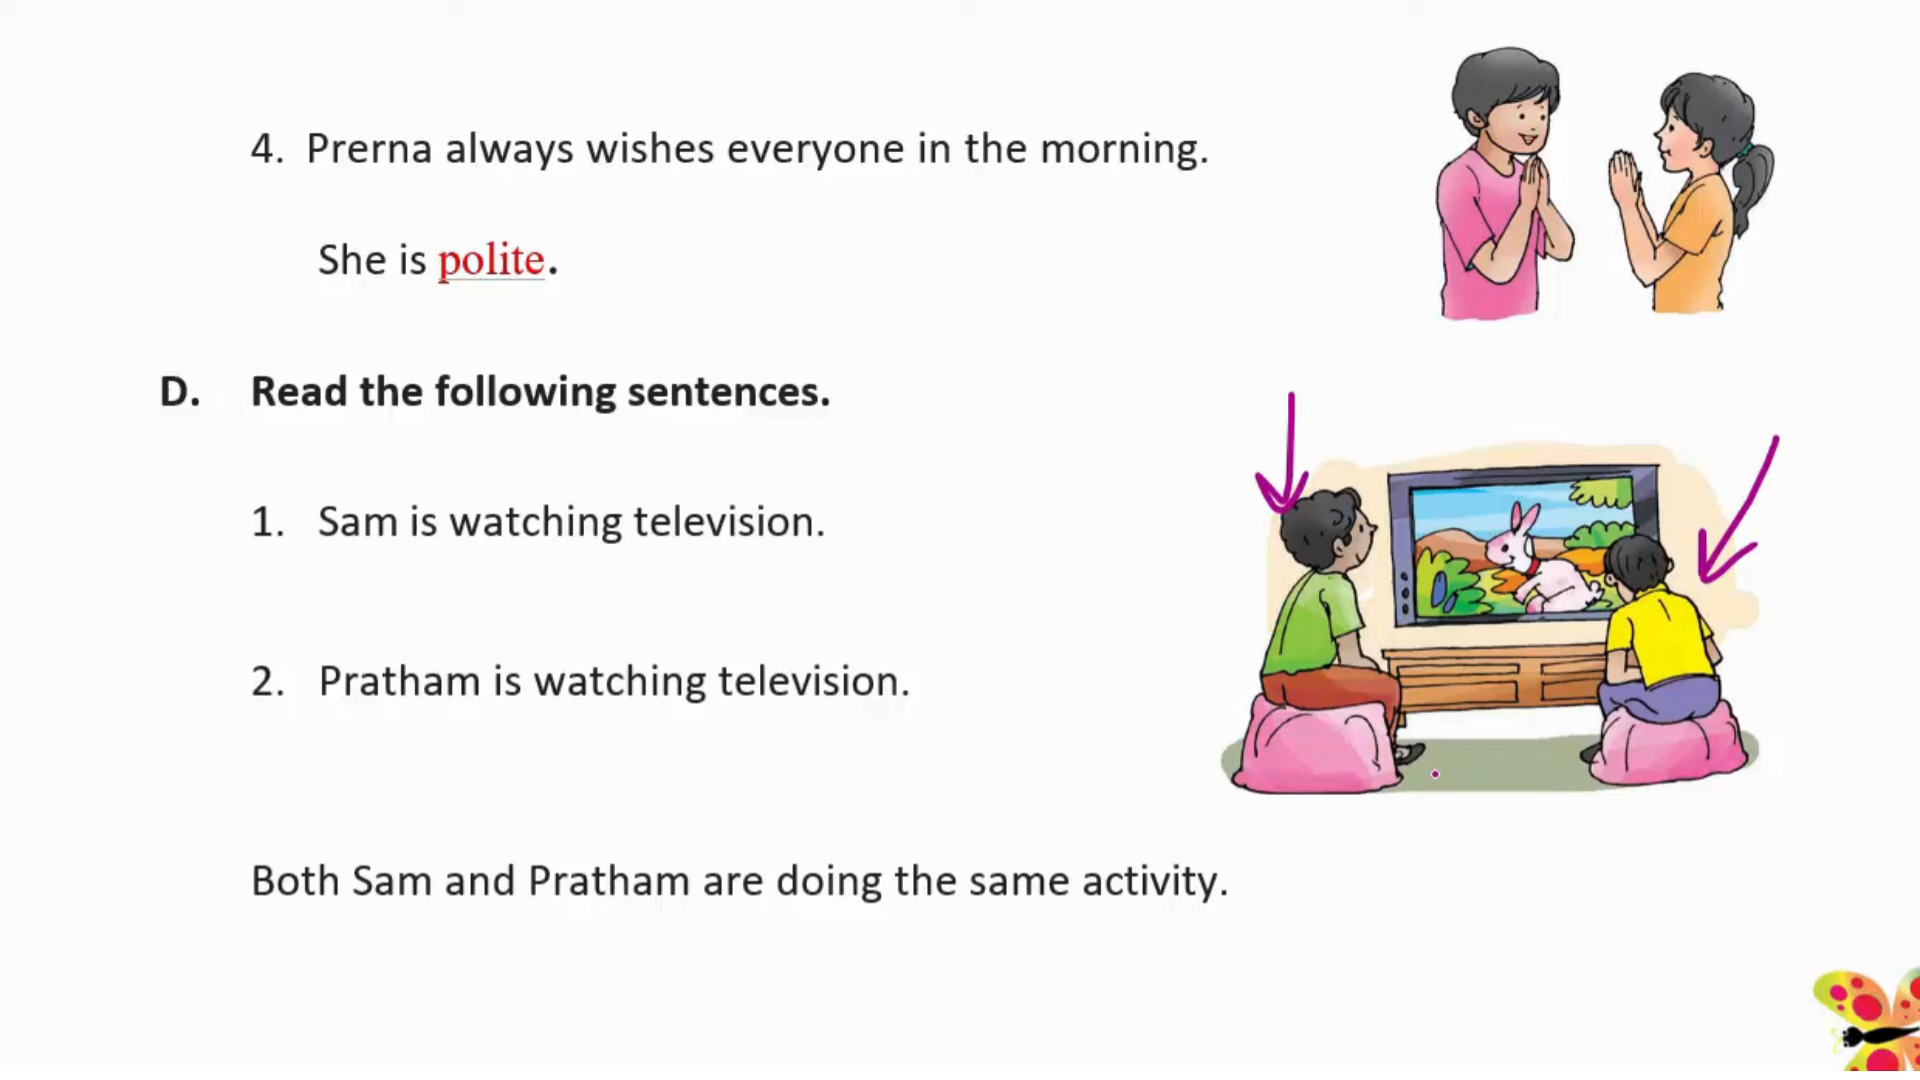 4. Prerna always wishes everyone in the morning.
She is polite.
D. Read the following sentences.
1. Sam is watching television.
2. Pratham is watching television.
Both Sam and Pratham are doing the same activity.